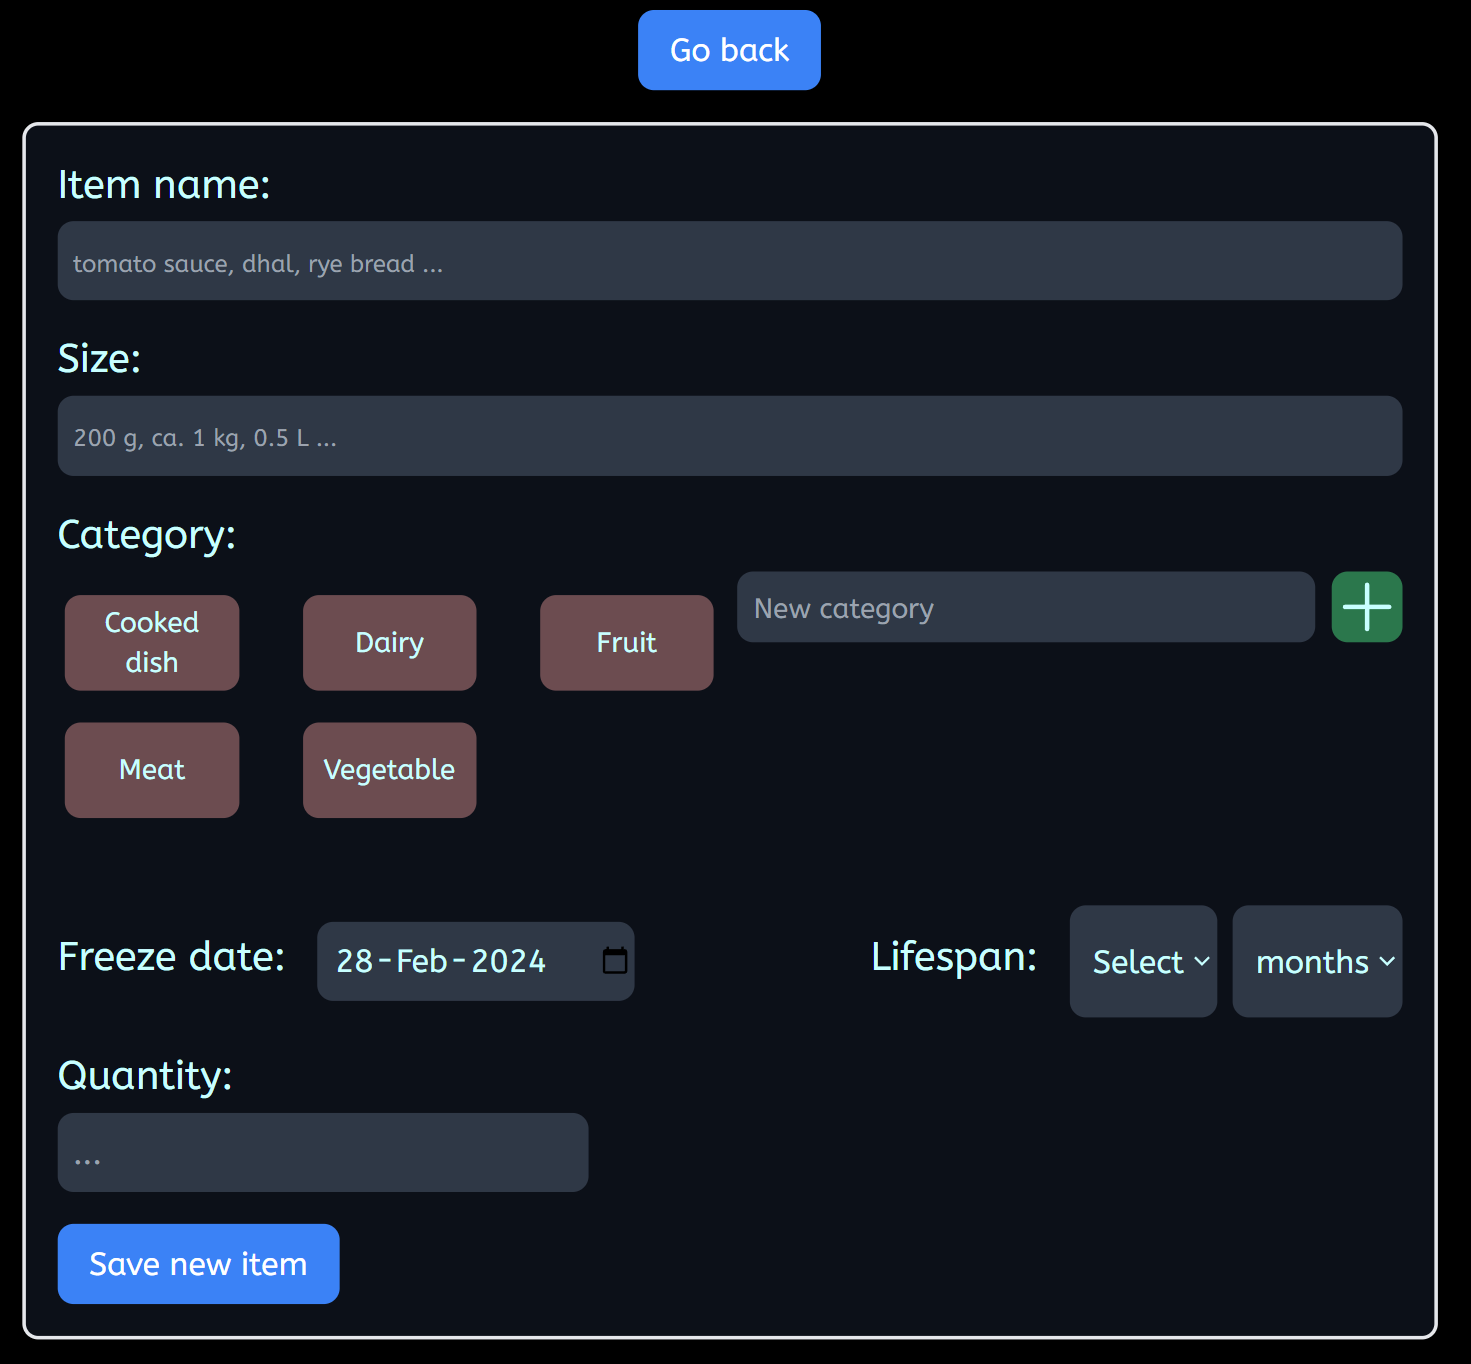 Go back
Item name:
tomato sauce, dhal, rye bread ...
Size:
200 g, ca. 1 kg, 0.5 L ...
Category:
Cooked
dish
Dairy
Fruit
New category
Meat
Vegetable
Freeze date:
28-Feb-2024
Lifespan:
Select
months
Quantity:
...
Save new item